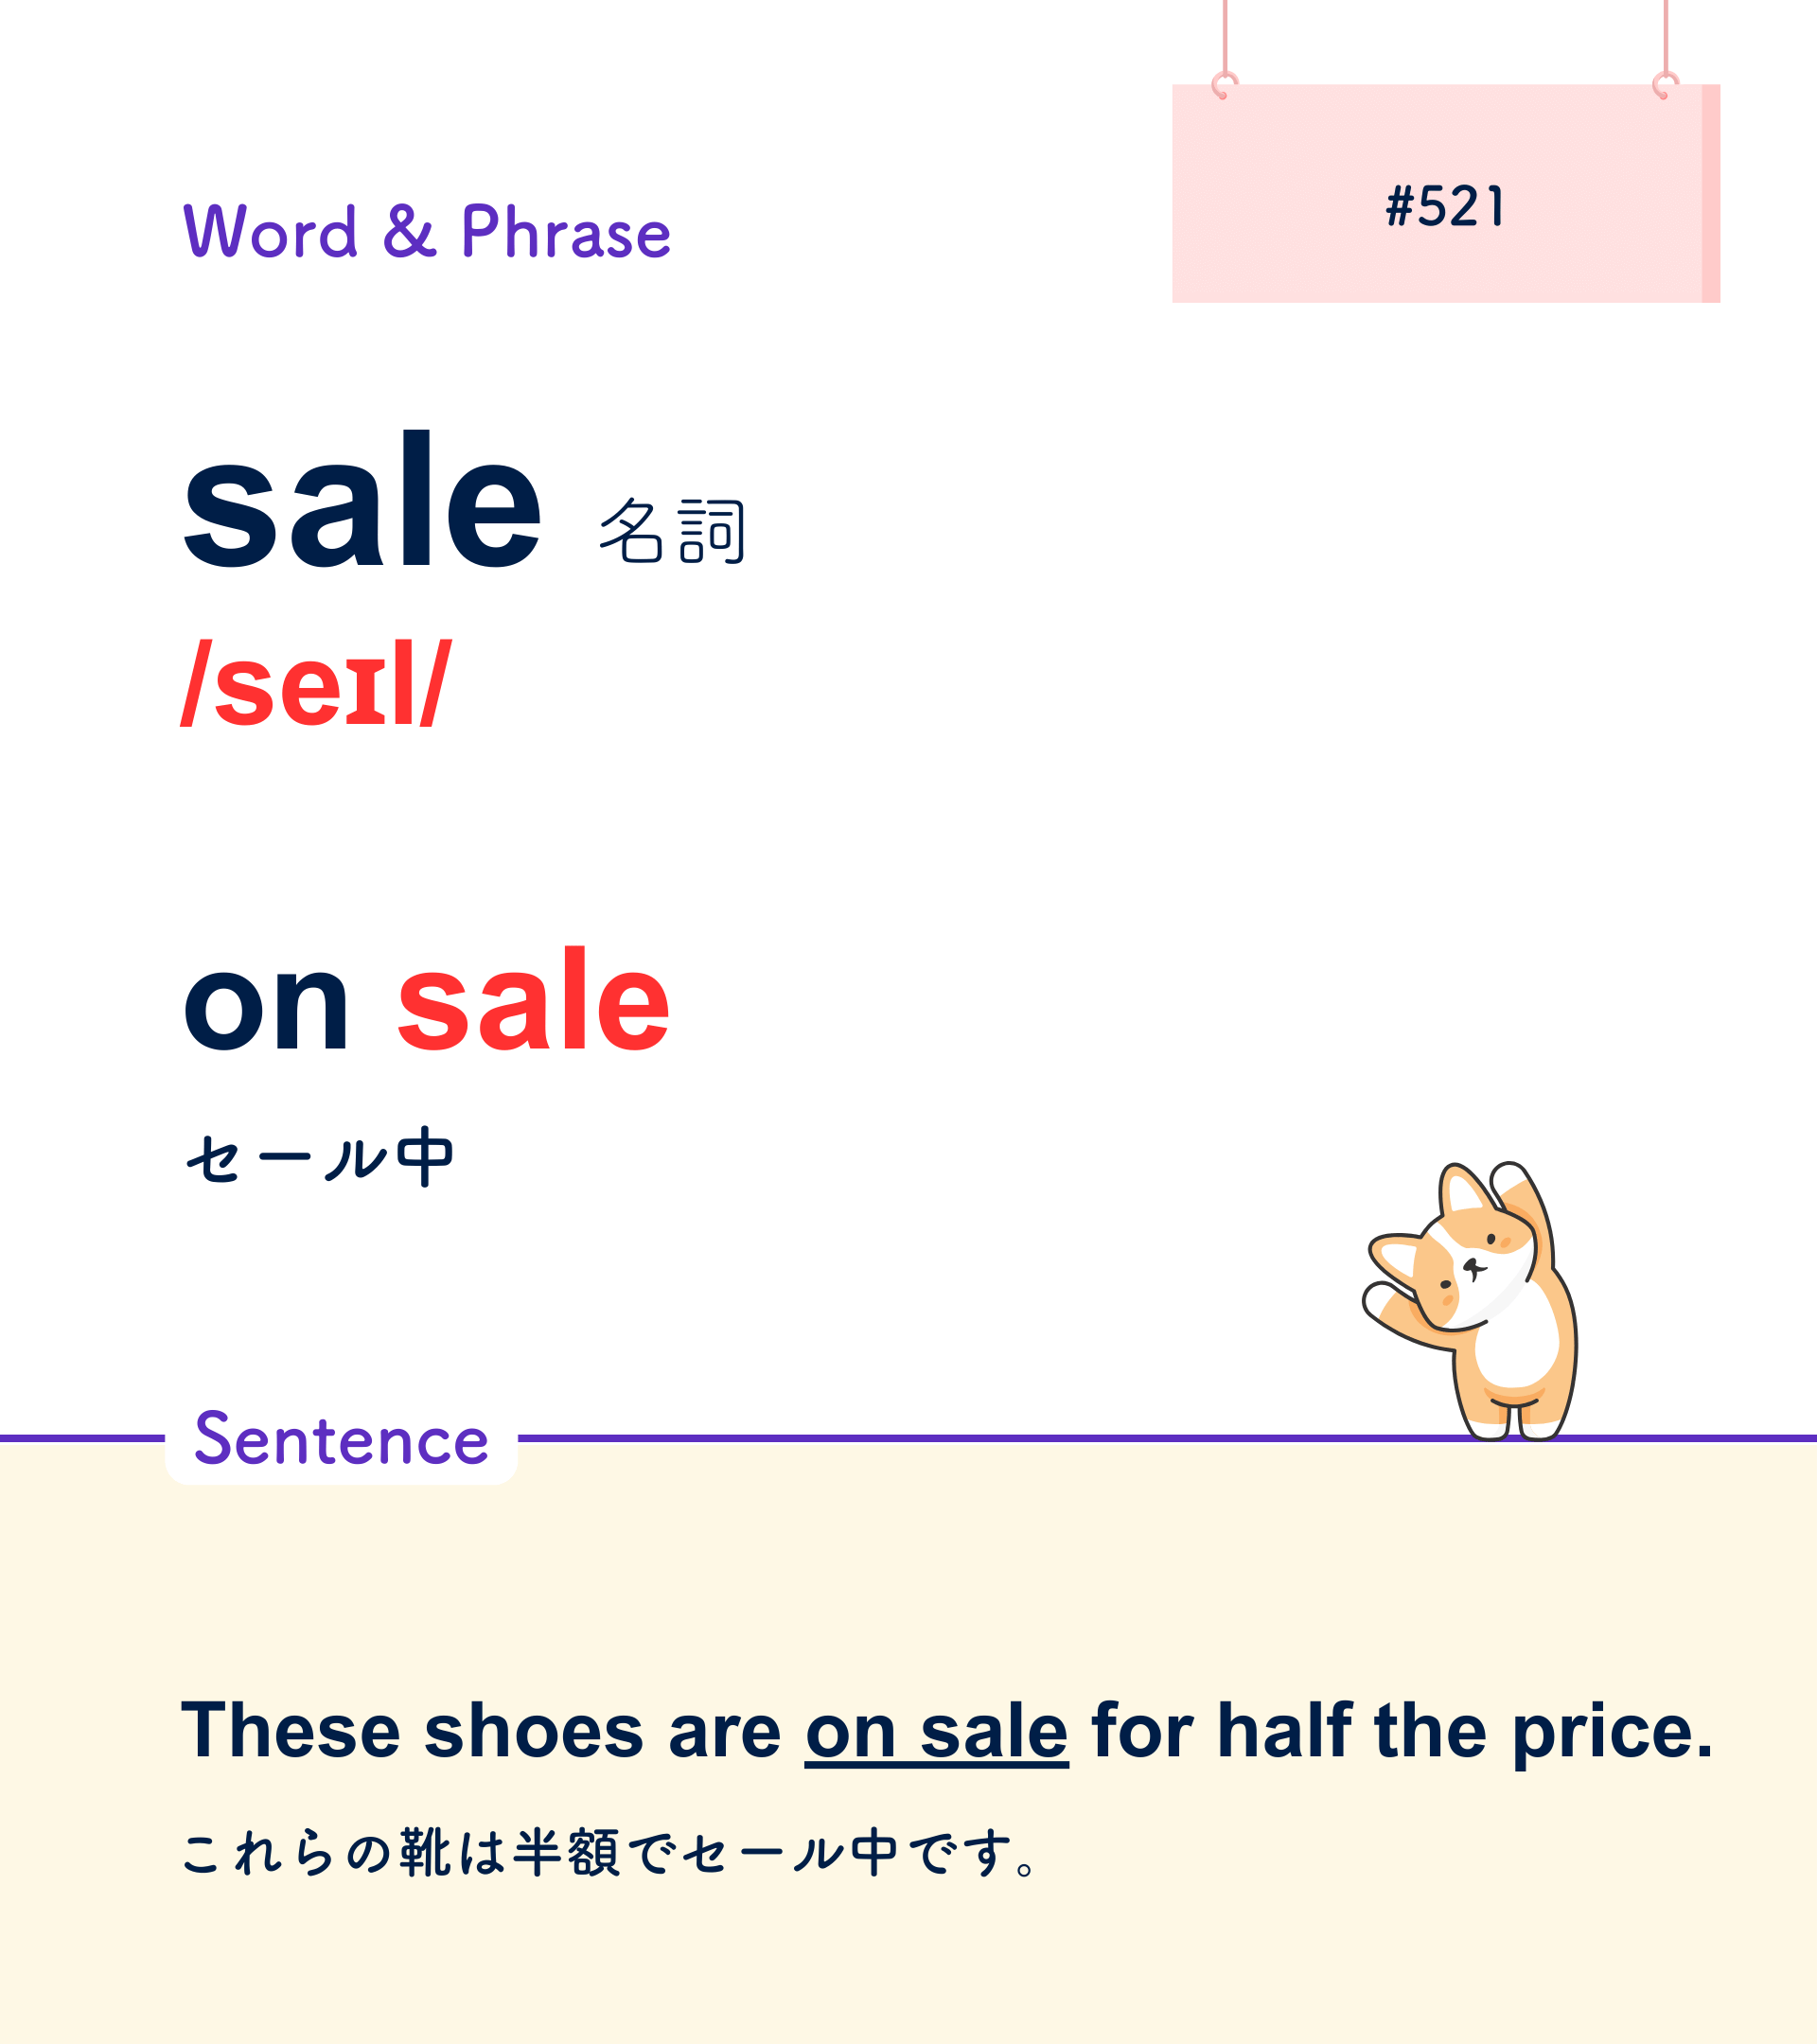 #521
Word & Phrase
sale 名詞
/seɪl/
on sale
セール中
Sentence
These shoes are on sale for half the price.
これらの靴は半額でセール中です。